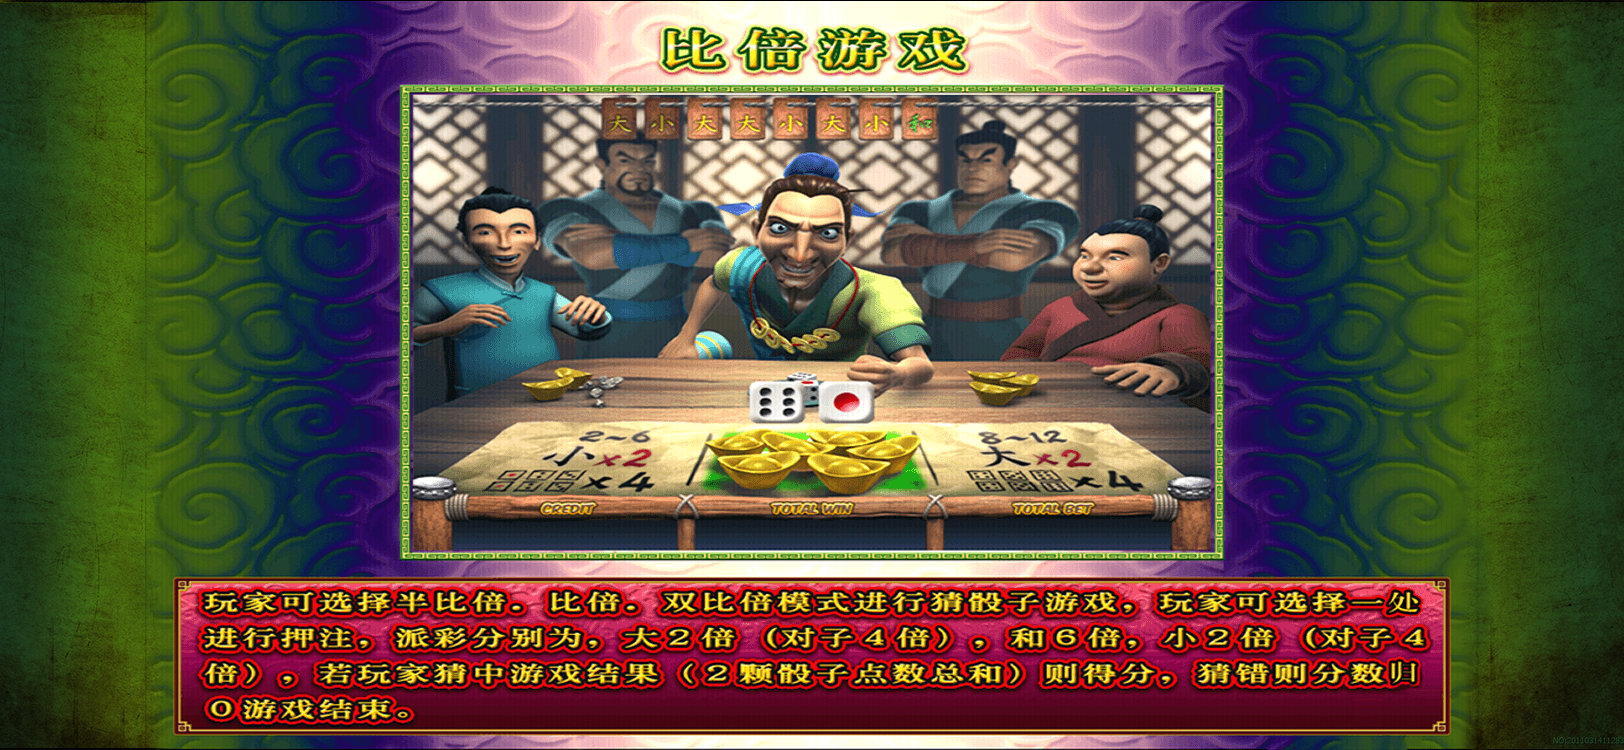 比倍游戏
大 小 大 大 小 大 小 和
2~6
小×2
×4
8~12
大×2
×4
CREDIT
TOTAL WIN
TOTAL BET
玩家可选择半比倍．比倍．双比倍模式进行猜骰子游戏，玩家可选择一处
进行押注，派彩分别为，大２倍（对子４倍），和６倍，小２倍（对子４
倍），若玩家猜中游戏结果（２颗骰子点数总和）则得分，猜错则分数归
０游戏结束。